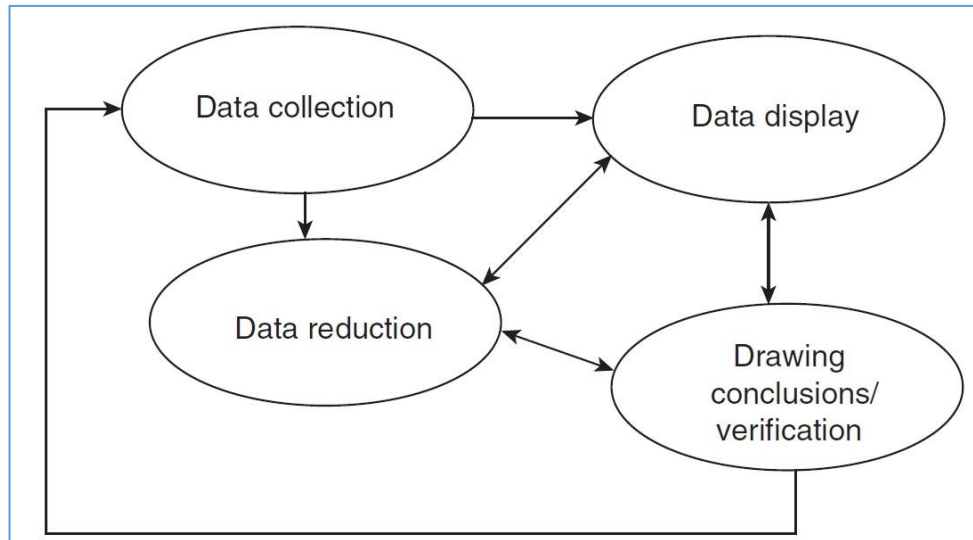 Data collection
Data display
Data reduction
Drawing
conclusions/
verification